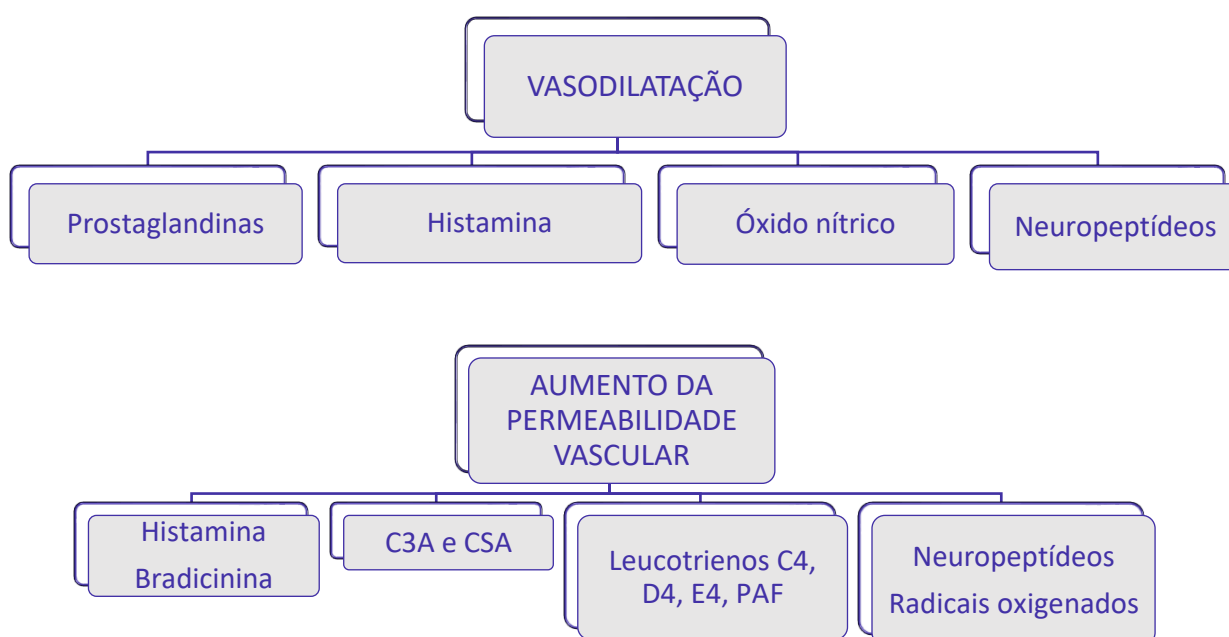 VASODILATAÇÃO
Prostaglandinas
Histamina
Óxido nítrico
Neuropeptídeos
AUMENTO DA
PERMEABILIDADE
VASCULAR
Histamina
Bradicinina
C3A e CSA
Leucotrienos C4,
D4, E4, PAF
Neuropeptídeos
Radicais oxigenados